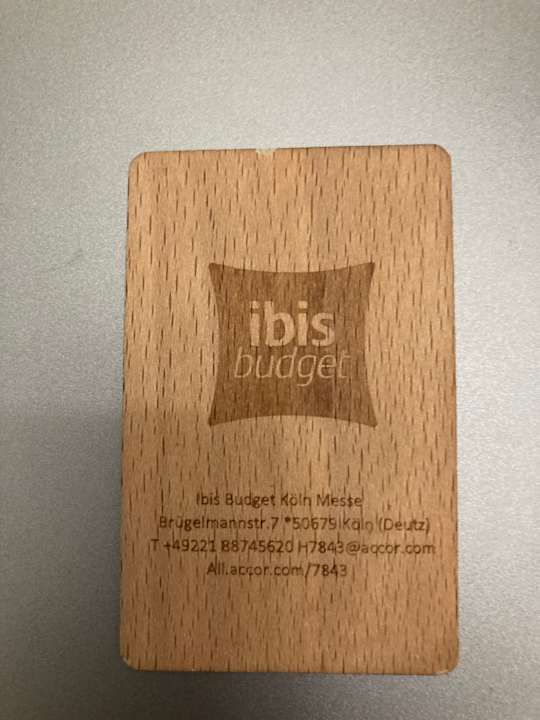 ibis
budget
Ibis Budget Köln Messe
Brügelmannstr.7 *50679 Köln (Deutz)
T +49221 88745620 H7843@accor.com
All.accor.com/7843